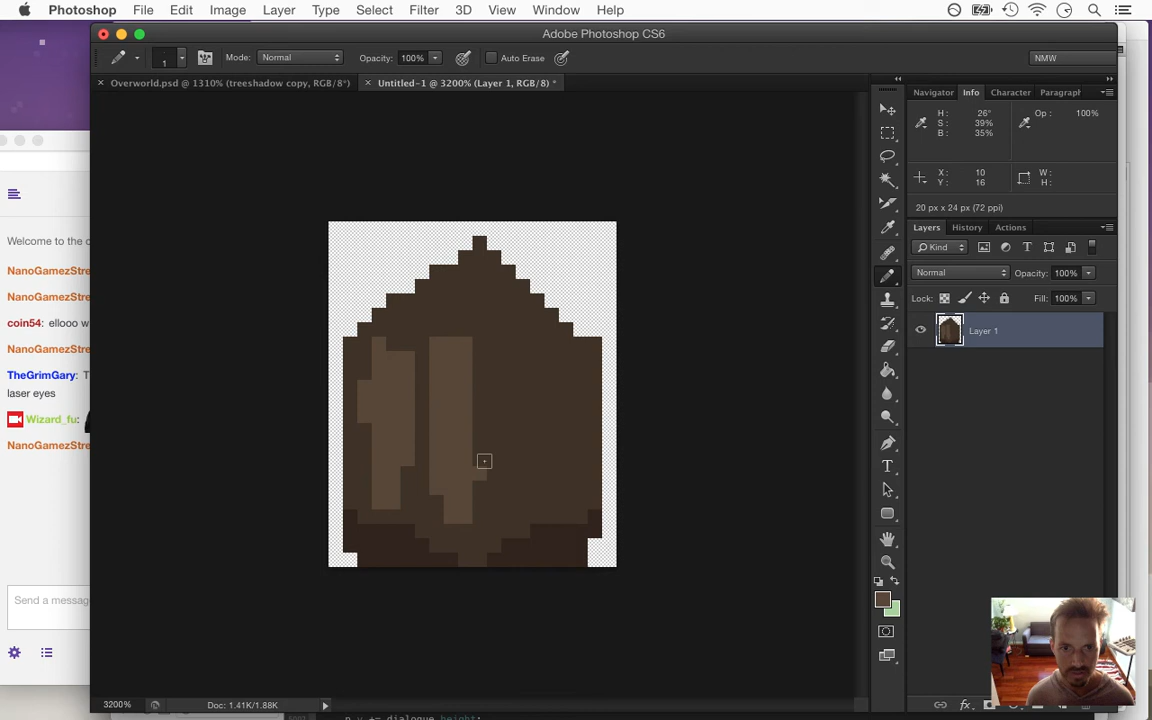 Photoshop File Edit Image Layer Type Select Filter 3D View Window Help
Adobe Photoshop CS6
1 Mode: Normal Opacity: 100% Auto Erase NMW
Overworld.psd @ 1310% (treeshadow copy, RGB/8*) Untitled-1 @ 3200% (Layer 1, RGB/8) *
Navigator Info Character Paragraph
H: 26° Op: 100%
S: 39%
B: 35%
X: 10 W:
Y: 16 H:
20 px x 24 px (72 ppi)
Layers History Actions
Kind
Normal Opacity: 100%
Lock: Fill: 100%
Layer 1
Welcome to the
NanoGamezStre
NanoGamezStre
coin54: ellooo w
NanoGamezStre
TheGrimGary: T
laser eyes
Wizard_fu:
NanoGamezStre
Send a messag
3200% Doc: 1.41K/1.88K
p.y += dialogue.height;